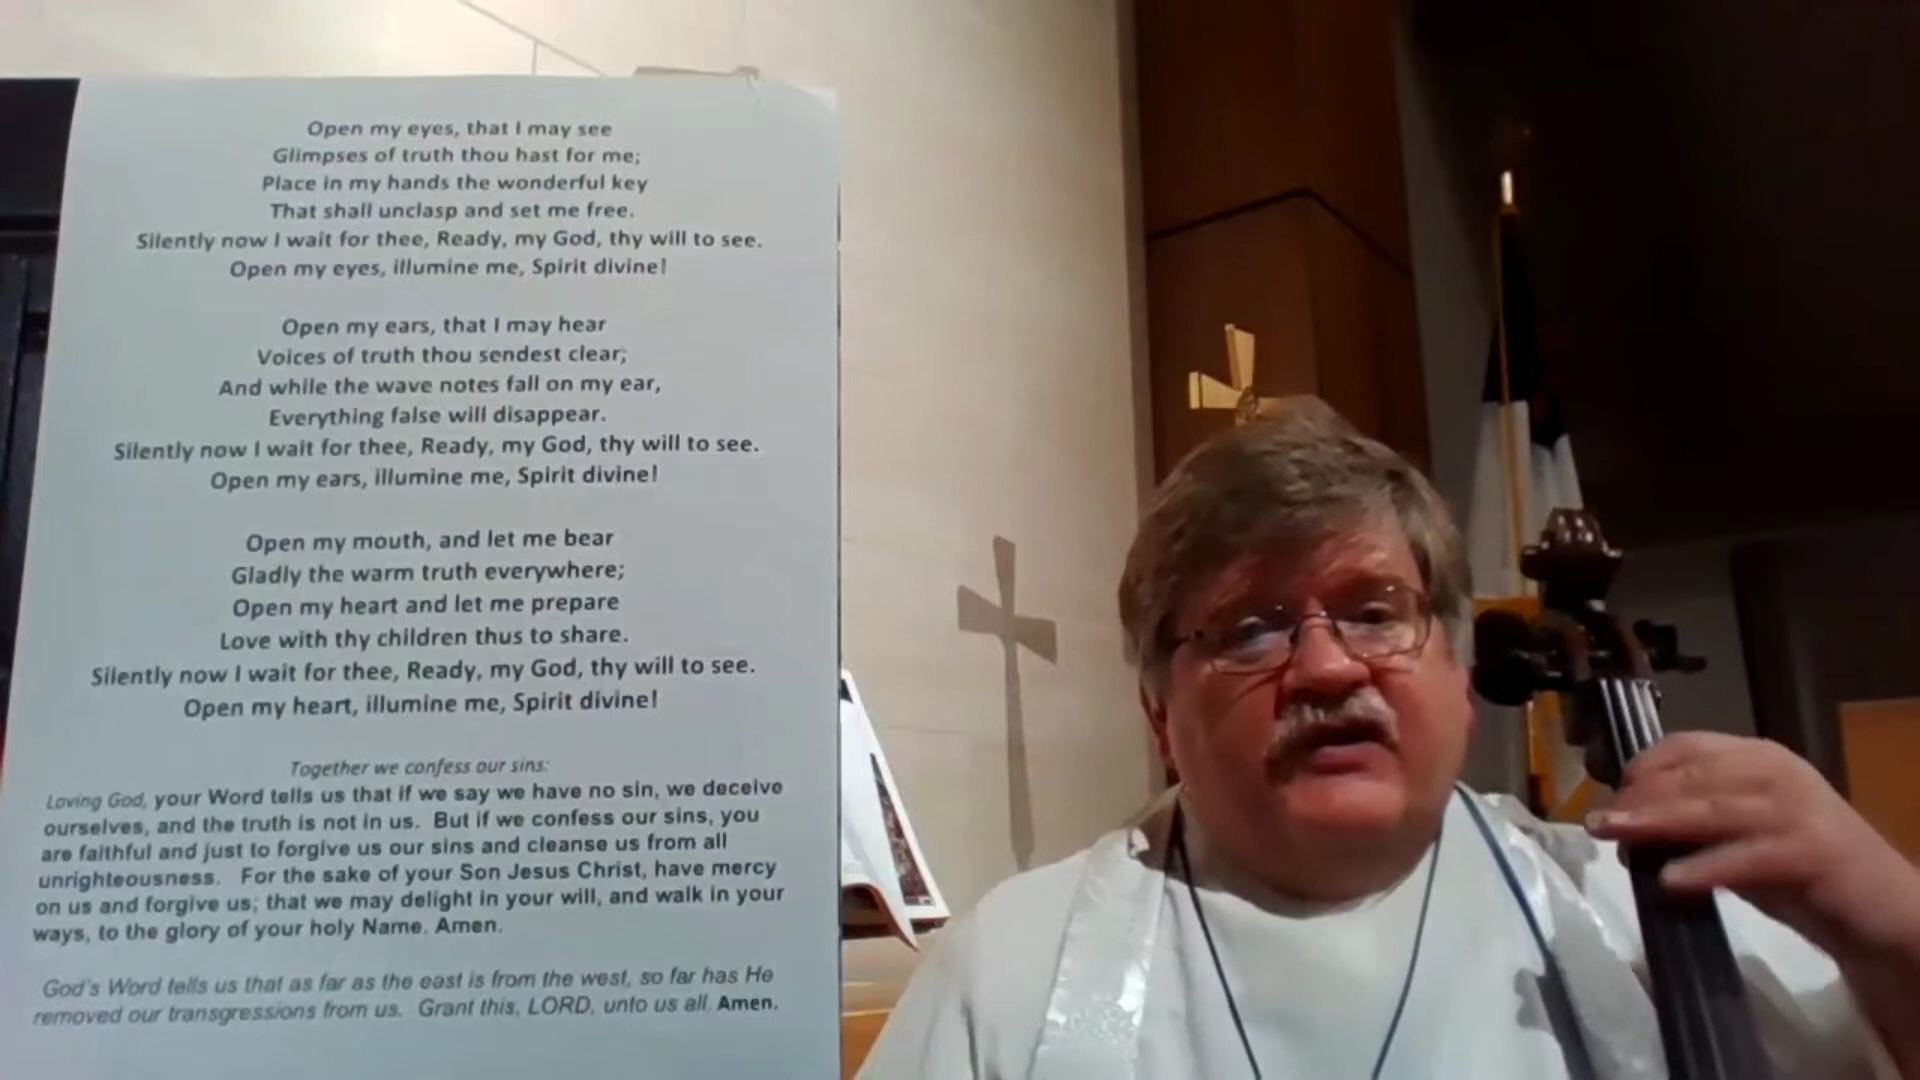 Open my eyes, that I may see
Glimpses of truth thou hast for me;
Place in my hands the wonderful key
That shall unclasp and set me free.
Silently now I wait for thee, Ready, my God, thy will to see.
Open my eyes, illumine me, Spirit divine!
Open my ears, that I may hear
Voices of truth thou sendest clear;
And while the wave notes fall on my ear,
Everything false will disappear.
Silently now I wait for thee, Ready, my God, thy will to see.
Open my ears, illumine me, Spirit divine!
Open my mouth, and let me bear
Gladly the warm truth everywhere;
Open my heart and let me prepare
Love with thy children thus to share.
Silently now I wait for thee, Ready, my God, thy will to see.
Open my heart, illumine me, Spirit divine!
Together we confess our sins:
Loving God, your Word tells us that if we say we have no sin, we deceive
ourselves, and the truth is not in us. But if we confess our sins, you
are faithful and just to forgive us our sins and cleanse us from all
unrighteousness. For the sake of your Son Jesus Christ, have mercy
on us and forgive us; that we may delight in your will, and walk in your
ways, to the glory of your holy Name. Amen.
God's Word tells us that as far as the east is from the west, so far has He
removed our transgressions from us. Grant this, LORD, unto us all. Amen.